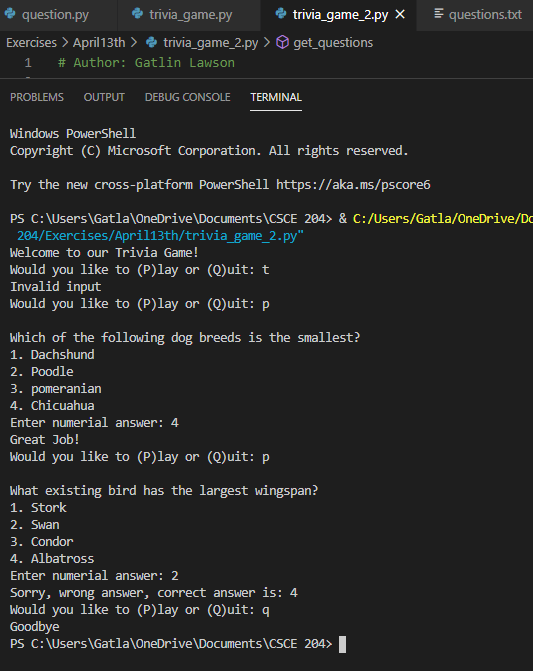 question.py trivia_game.py trivia_game_2.py questions.txt
Exercises > April13th > trivia_game_2.py > get_questions
1 # Author: Gatlin Lawson
PROBLEMS OUTPUT DEBUG CONSOLE TERMINAL
Windows PowerShell
Copyright (C) Microsoft Corporation. All rights reserved.
Try the new cross-platform PowerShell https://aka.ms/pscore6
PS C:\Users\Gatla\OneDrive\Documents\CSCE 204> & C:/Users/Gatla/OneDrive/Do
204/Exercises/April13th/trivia_game_2.py"
Welcome to our Trivia Game!
Would you like to (P)lay or (Q)uit: t
Invalid input
Would you like to (P)lay or (Q)uit: p
Which of the following dog breeds is the smallest?
1. Dachshund
2. Poodle
3. pomeranian
4. Chicuahua
Enter numerial answer: 4
Great Job!
Would you like to (P)lay or (Q)uit: p
What existing bird has the largest wingspan?
1. Stork
2. Swan
3. Condor
4. Albatross
Enter numerial answer: 2
Sorry, wrong answer, correct answer is: 4
Would you like to (P)lay or (Q)uit: q
Goodbye
PS C:\Users\Gatla\OneDrive\Documents\CSCE 204>